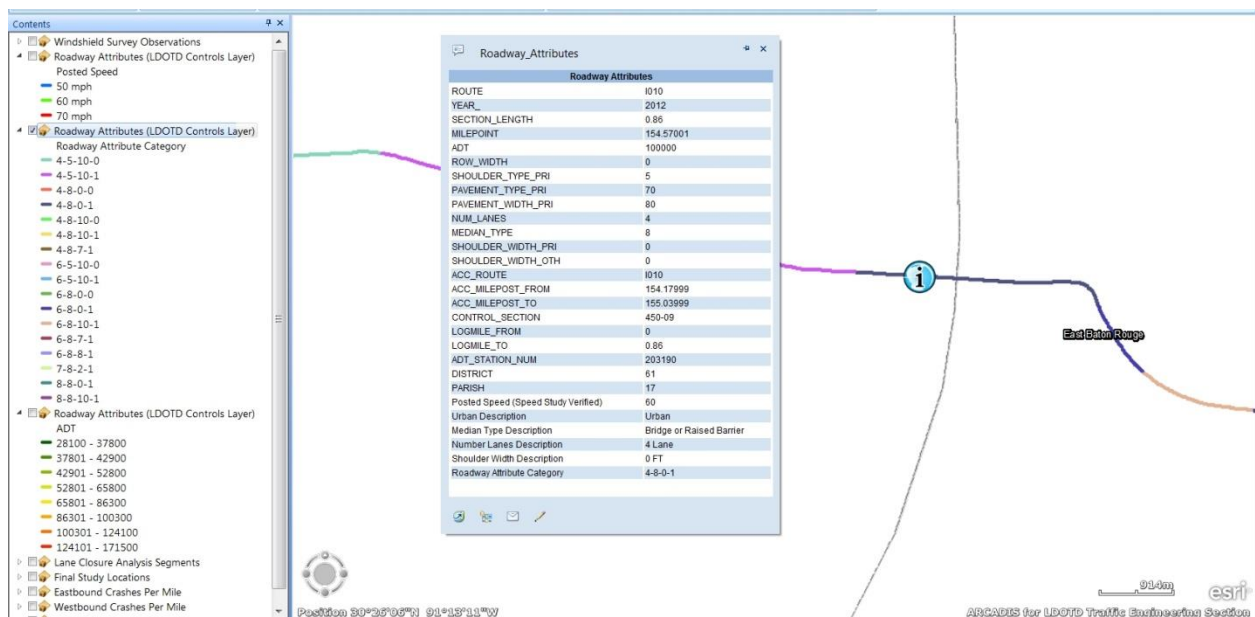 Contents
Windshield Survey Observations
Roadway Attributes (LDOTD Controls Layer)
Posted Speed
50 mph
60 mph
70 mph
Roadway Attributes (LDOTD Controls Layer)
Roadway Attribute Category
4-5-10-0
4-5-10-1
4-8-0-0
4-8-0-1
4-8-10-0
4-8-10-1
4-8-7-1
6-5-10-0
6-5-10-1
6-8-0-0
6-8-0-1
6-8-10-1
6-8-7-1
6-8-8-1
7-8-2-1
8-8-0-1
8-8-10-1
Roadway Attributes (LDOTD Controls Layer)
ADT
28100 - 37800
37801 - 42900
42901 - 52800
52801 - 65800
65801 - 86300
86301 - 100300
100301 - 124100
124101 - 171500
Lane Closure Analysis Segments
Final Study Locations
Eastbound Crashes Per Mile
Westbound Crashes Per Mile
Roadway_Attributes
Roadway Attributes
ROUTE I010
YEAR_ 2012
SECTION_LENGTH 0.86
MILEPOINT 154.57001
ADT 100000
ROW_WIDTH 0
SHOULDER_TYPE_PRI 5
PAVEMENT_TYPE_PRI 70
PAVEMENT_WIDTH_PRI 80
NUM_LANES 4
MEDIAN_TYPE 8
SHOULDER_WIDTH_PRI 0
SHOULDER_WIDTH_OTH 0
ACC_ROUTE I010
ACC_MILEPOST_FROM 154.17999
ACC_MILEPOST_TO 155.03999
CONTROL_SECTION 450-09
LOGMILE_FROM 0
LOGMILE_TO 0.86
ADT_STATION_NUM 203190
DISTRICT 61
PARISH 17
Posted Speed (Speed Study Verified) 60
Urban Description Urban
Median Type Description Bridge or Raised Barrier
Number Lanes Description 4 Lane
Shoulder Width Description 0 FT
Roadway Attribute Category 4-8-0-1
i
East Baton Rouge
914m
esri
Position 30°26'06"N 91°13'11"W
ARCADIS for LDOTD Traffic Engineering Section